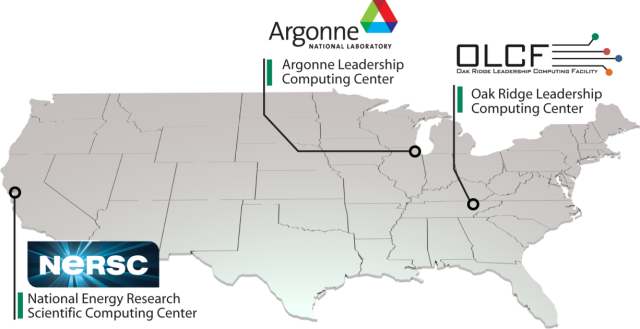 Argonne
NATIONAL LABORATORY
Argonne Leadership
Computing Center
OLCF
OAK RIDGE LEADERSHIP COMPUTING FACILITY
Oak Ridge Leadership
Computing Center
NERSC
National Energy Research
Scientific Computing Center